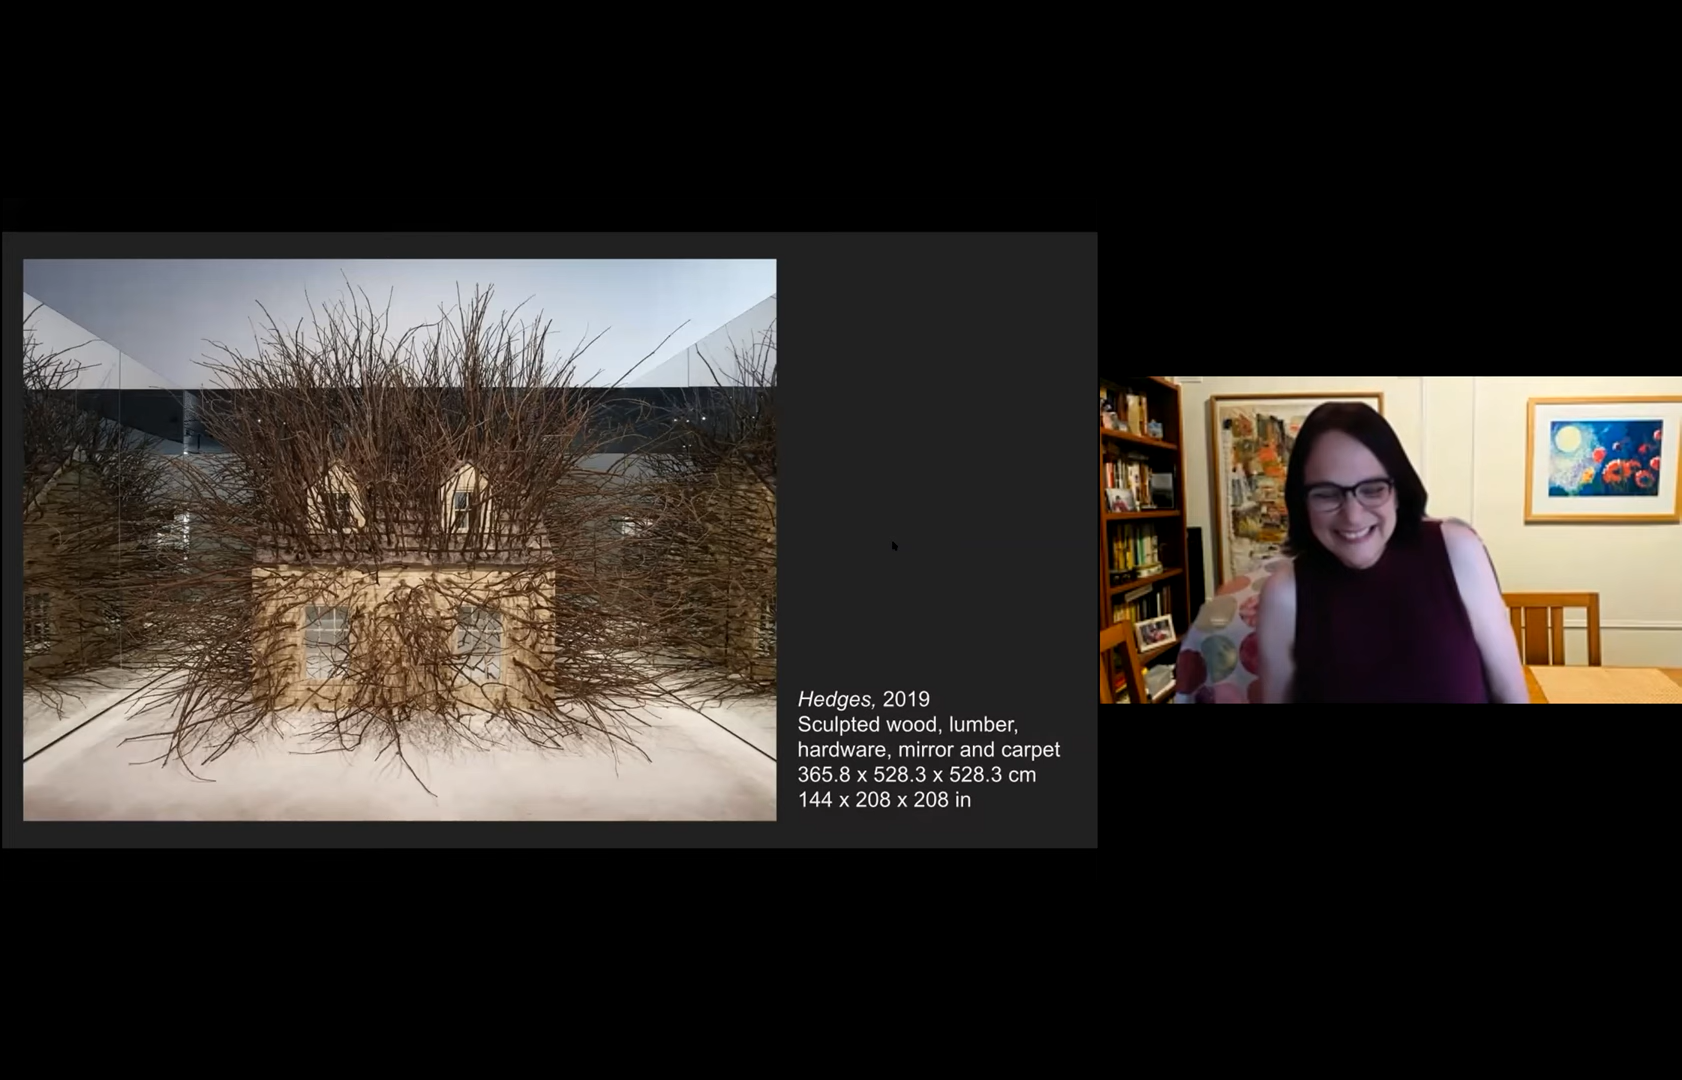 Hedges, 2019
Sculpted wood, lumber,
hardware, mirror and carpet
365.8 x 528.3 x 528.3 cm
144 x 208 x 208 in